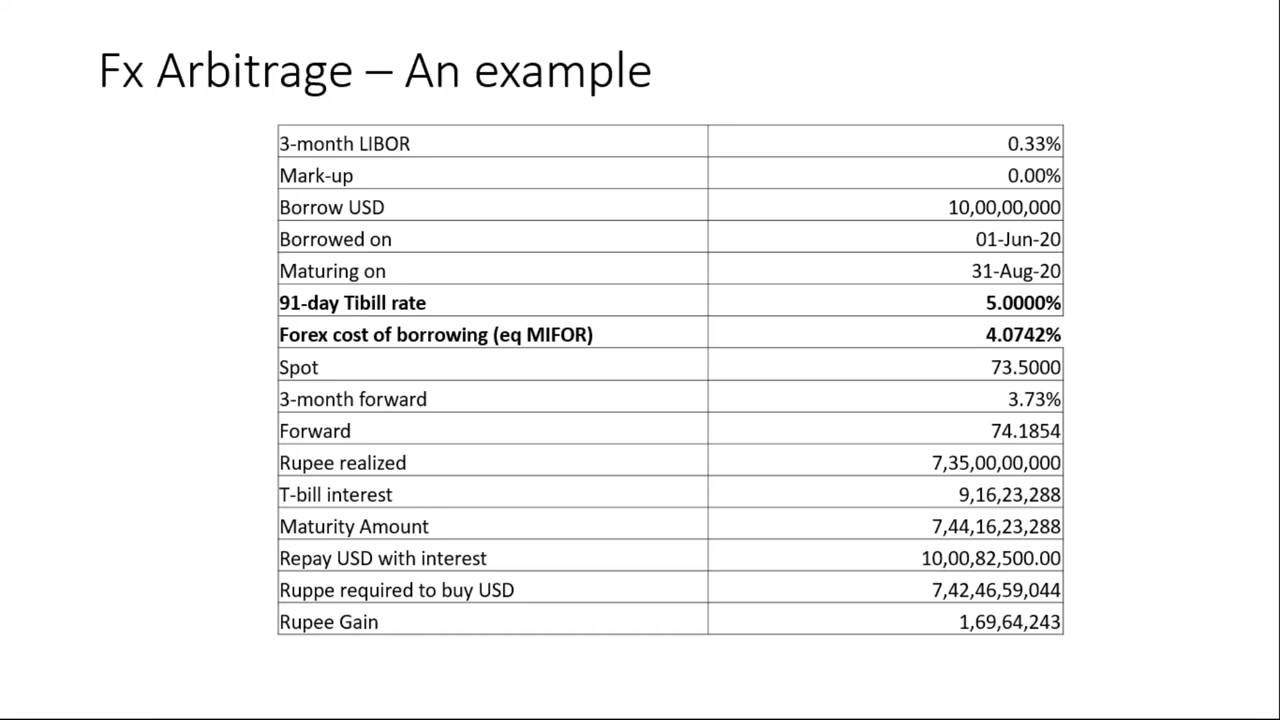 Fx Arbitrage – An example
3-month LIBOR 0.33%
Mark-up 0.00%
Borrow USD 10,00,00,000
Borrowed on 01-Jun-20
Maturing on 31-Aug-20
91-day Tibill rate 5.0000%
Forex cost of borrowing (eq MIFOR) 4.0742%
Spot 73.5000
3-month forward 3.73%
Forward 74.1854
Rupee realized 7,35,00,00,000
T-bill interest 9,16,23,288
Maturity Amount 7,44,16,23,288
Repay USD with interest 10,00,82,500.00
Ruppe required to buy USD 7,42,46,59,044
Rupee Gain 1,69,64,243